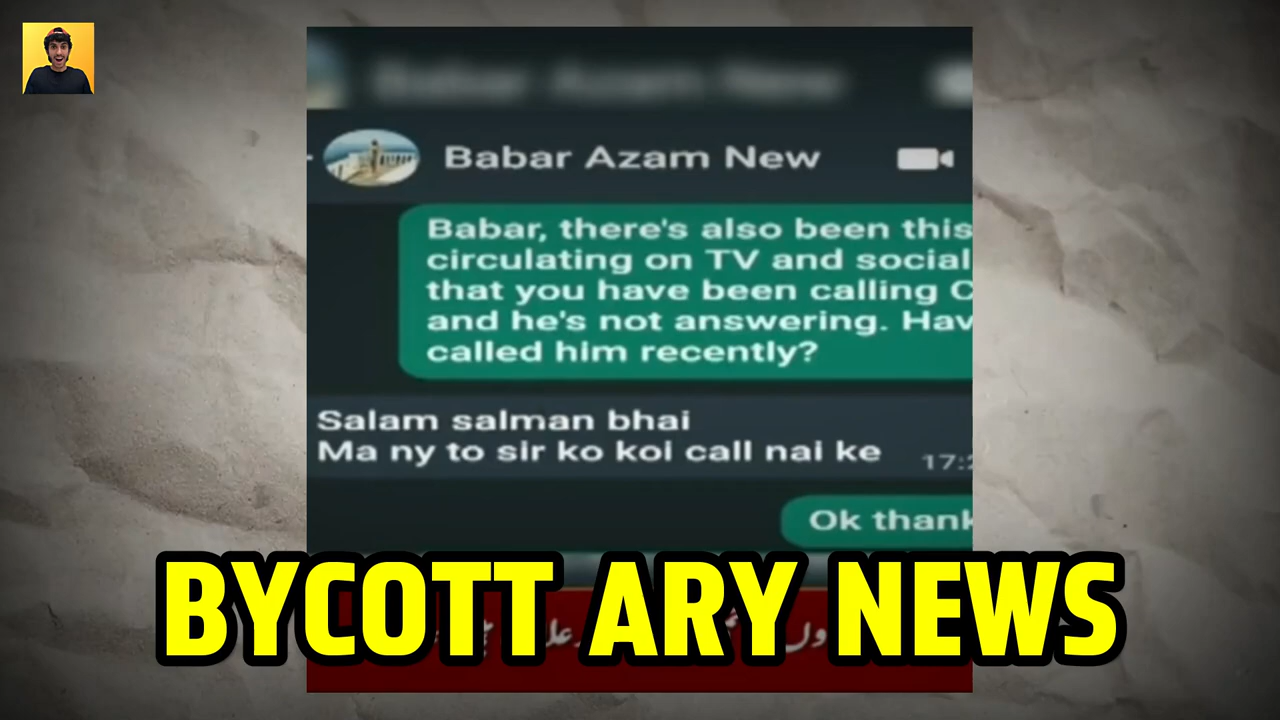 Babar Azam New
Babar, there's also been this
circulating on TV and social
that you have been calling C
and he's not answering. Hav
called him recently?
Salam salman bhai
Ma ny to sir ko koi call nai ke
17:2
Ok thank
BYCOTT ARY NEWS